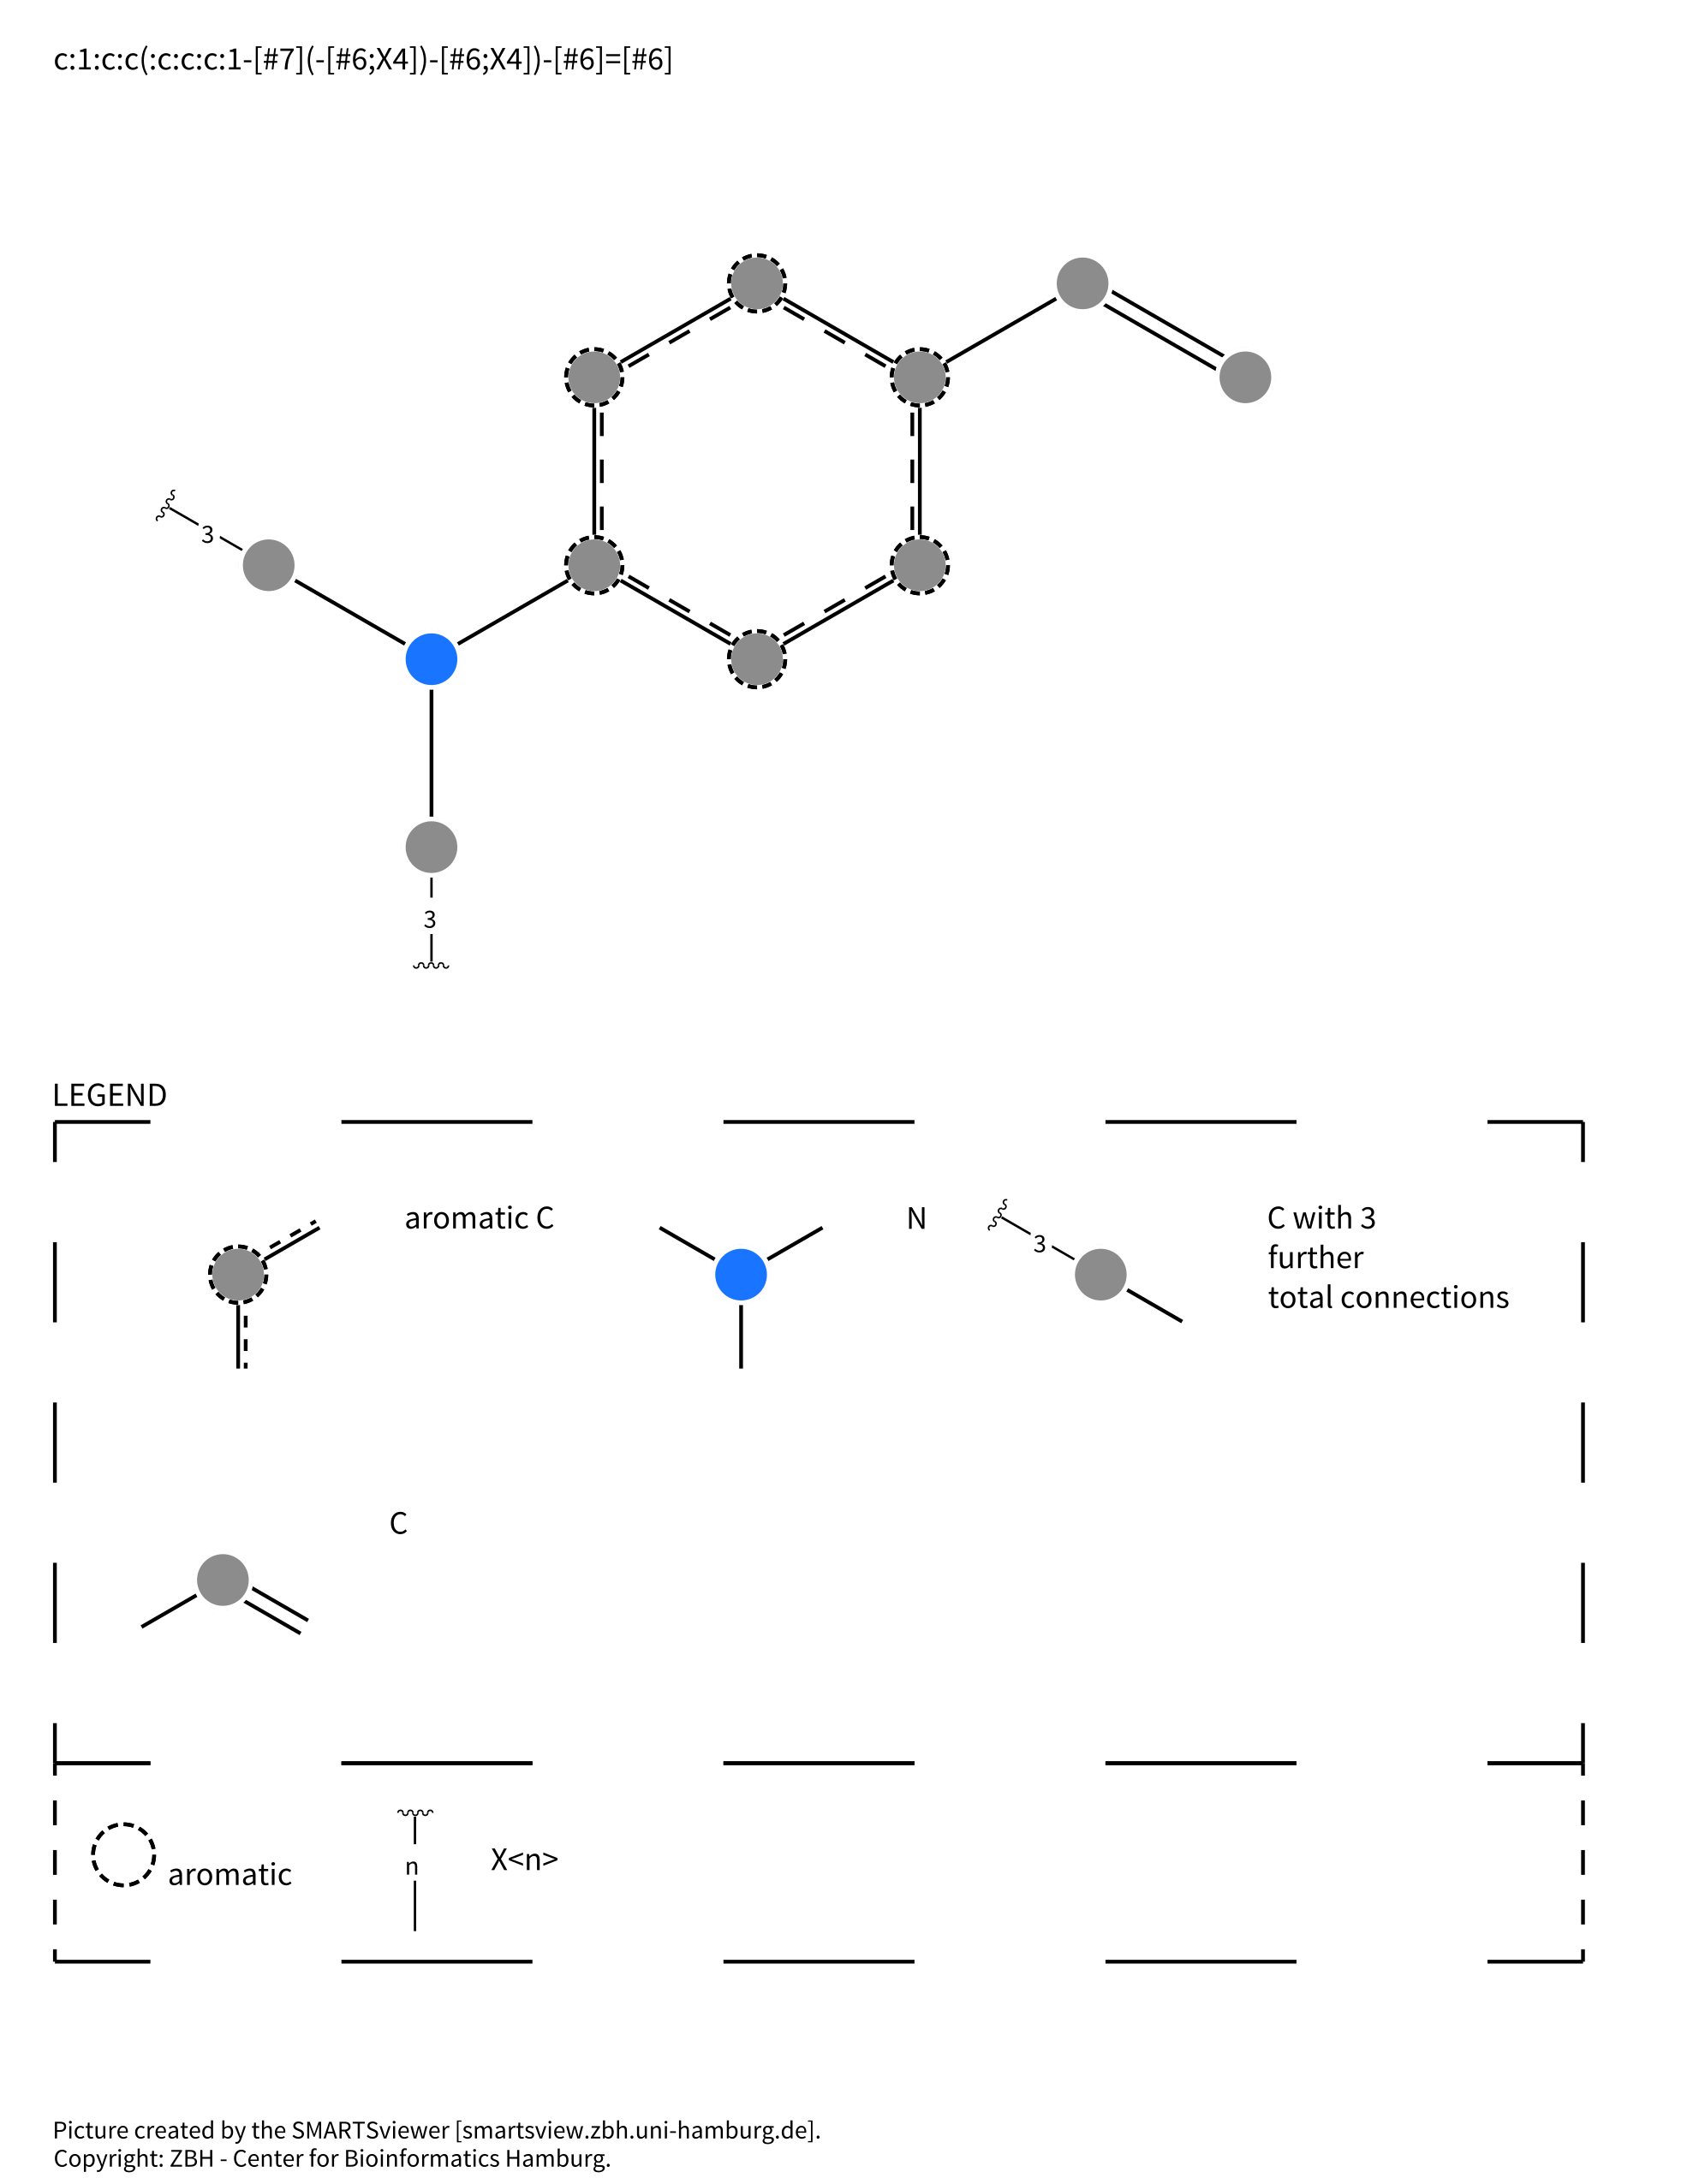 c:1:c:c(:c:c:c:1-[#7](-[#6;X4])-[#6;X4])-[#6]=[#6]
3
3
LEGEND
aromatic C
N
3
C with 3
further
total connections
C
aromatic
n
X<n>
Picture created by the SMARTSviewer [smartsview.zbh.uni-hamburg.de].
Copyright: ZBH - Center for Bioinformatics Hamburg.